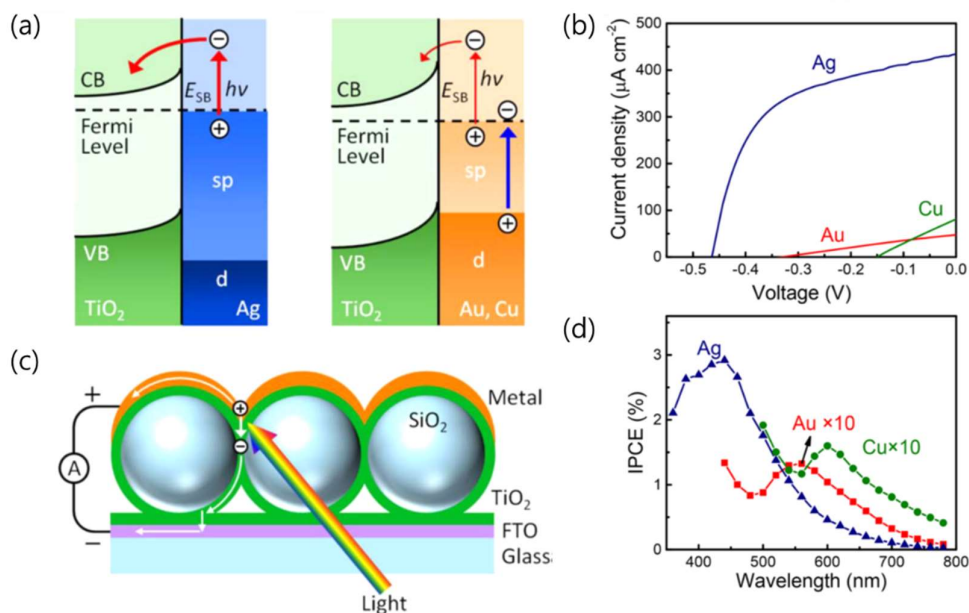 (a)
CB
E_SB
hν
Fermi
Level
sp
VB
d
TiO₂
Ag
CB
E_SB
hν
Fermi
Level
sp
VB
d
TiO₂
Au, Cu
(b)
Current density (μA cm⁻²)
500
400
300
200
100
0
Ag
Cu
Au
-0.5
-0.4
-0.3
-0.2
-0.1
0.0
Voltage (V)
(c)
+
A
−
Metal
SiO₂
TiO₂
FTO
Glass
Light
(d)
IPCE (%)
3
2
1
0
Ag
Au ×10
Cu×10
400
500
600
700
800
Wavelength (nm)